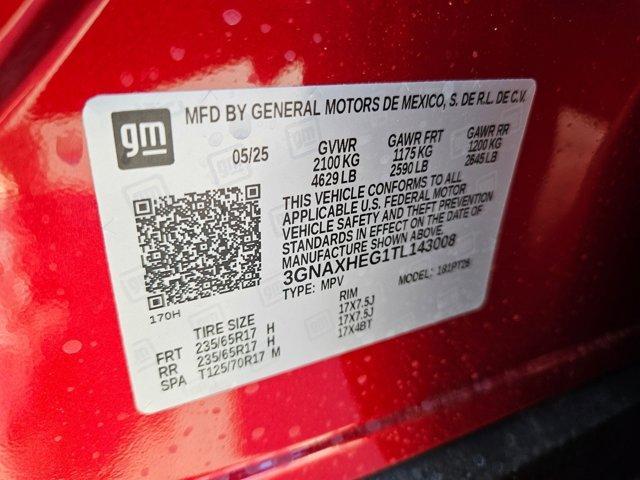 gm
MFD BY GENERAL MOTORS DE MEXICO, S. DE R.L. DE C.V.
05/25 GVWR GAWR FRT GAWR RR
2100 KG 1175 KG 1200 KG
4629 LB 2590 LB 2645 LB
THIS VEHICLE CONFORMS TO ALL
APPLICABLE U.S. FEDERAL MOTOR
VEHICLE SAFETY AND THEFT PREVENTION
STANDARDS IN EFFECT ON THE DATE OF
MANUFACTURE SHOWN ABOVE.
3GNAXHEG1TL143008
TYPE: MPV MODEL: 181PT26
170H
TIRE SIZE RIM
FRT 235/65R17 H 17X7.5J
RR 235/65R17 H 17X7.5J
SPA T125/70R17 M 17X4BT